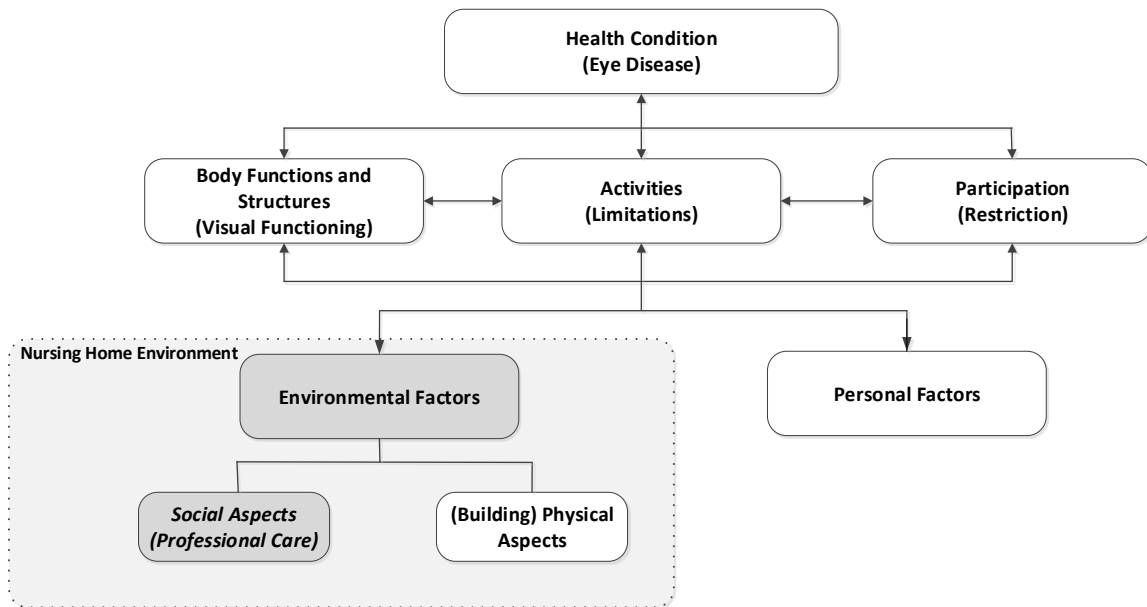 Health Condition
(Eye Disease)
Body Functions and
Structures
(Visual Functioning)
Activities
(Limitations)
Participation
(Restriction)
Nursing Home Environment
Environmental Factors
Personal Factors
Social Aspects
(Professional Care)
(Building) Physical
Aspects